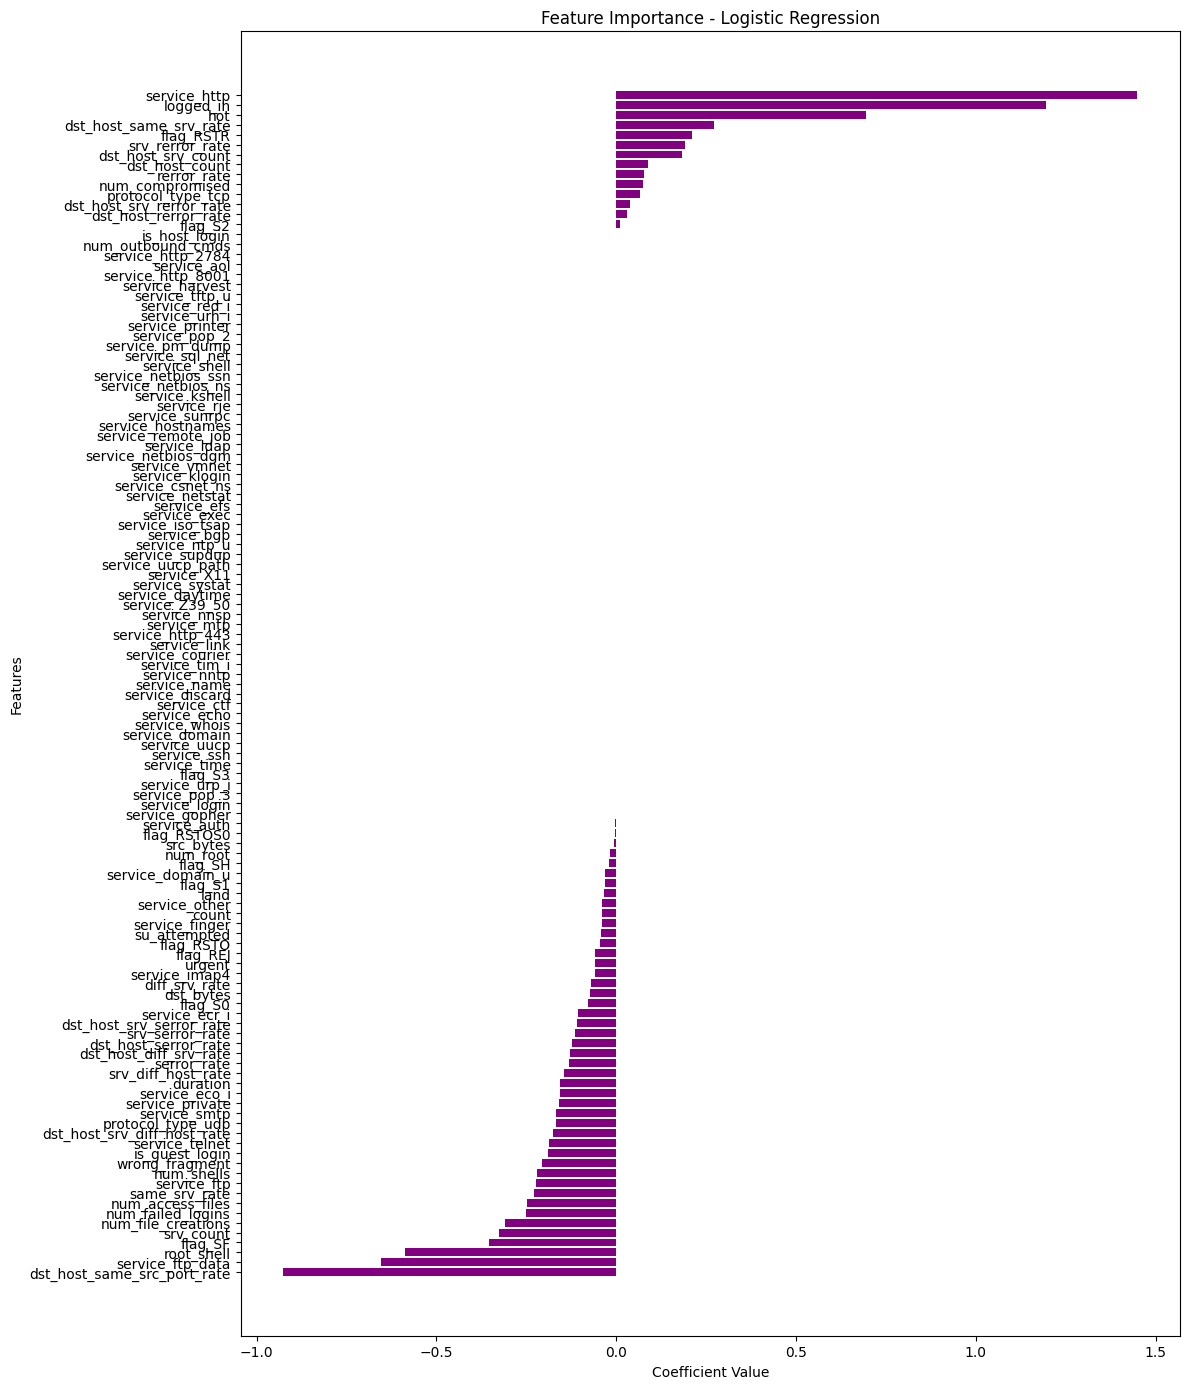 Feature Importance - Logistic Regression
service_http
logged_in
hot
dst_host_same_srv_rate
flag_RSTR
srv_rerror_rate
dst_host_srv_count
dst_host_count
rerror_rate
num_compromised
protocol_type_tcp
dst_host_srv_rerror_rate
dst_host_rerror_rate
flag_S2
is_host_login
num_outbound_cmds
service_http_2784
service_aol
service_http_8001
service_harvest
service_tftp_u
service_red_i
service_urh_i
service_printer
service_pop_2
service_pm_dump
service_sql_net
service_shell
service_netbios_ssn
service_netbios_ns
service_kshell
service_rje
service_sunrpc
service_hostnames
service_remote_job
service_ldap
service_netbios_dgm
service_vmnet
service_klogin
service_csnet_ns
service_netstat
service_efs
service_exec
service_iso_tsap
service_bgp
service_ntp_u
service_supdup
service_uucp_path
service_X11
service_systat
service_daytime
service_Z39_50
service_nnsp
service_mtp
service_http_443
service_link
service_courier
service_tim_i
service_nntp
service_name
service_discard
service_ctf
service_echo
service_whois
service_domain
service_uucp
service_ssh
service_time
flag_S3
service_urp_i
service_pop_3
service_login
service_gopher
service_auth
flag_RSTOS0
src_bytes
num_root
flag_SH
service_domain_u
flag_S1
land
service_other
count
service_finger
su_attempted
flag_RSTO
flag_REJ
urgent
service_imap4
diff_srv_rate
dst_bytes
flag_S0
service_ecr_i
dst_host_srv_serror_rate
srv_serror_rate
dst_host_serror_rate
dst_host_diff_srv_rate
serror_rate
srv_diff_host_rate
duration
service_eco_i
service_private
service_smtp
protocol_type_udp
dst_host_srv_diff_host_rate
service_telnet
is_guest_login
wrong_fragment
num_shells
service_ftp
same_srv_rate
num_access_files
num_failed_logins
num_file_creations
srv_count
flag_SF
root_shell
service_ftp_data
dst_host_same_src_port_rate
Features
−1.0 −0.5 0.0 0.5 1.0 1.5
Coefficient Value